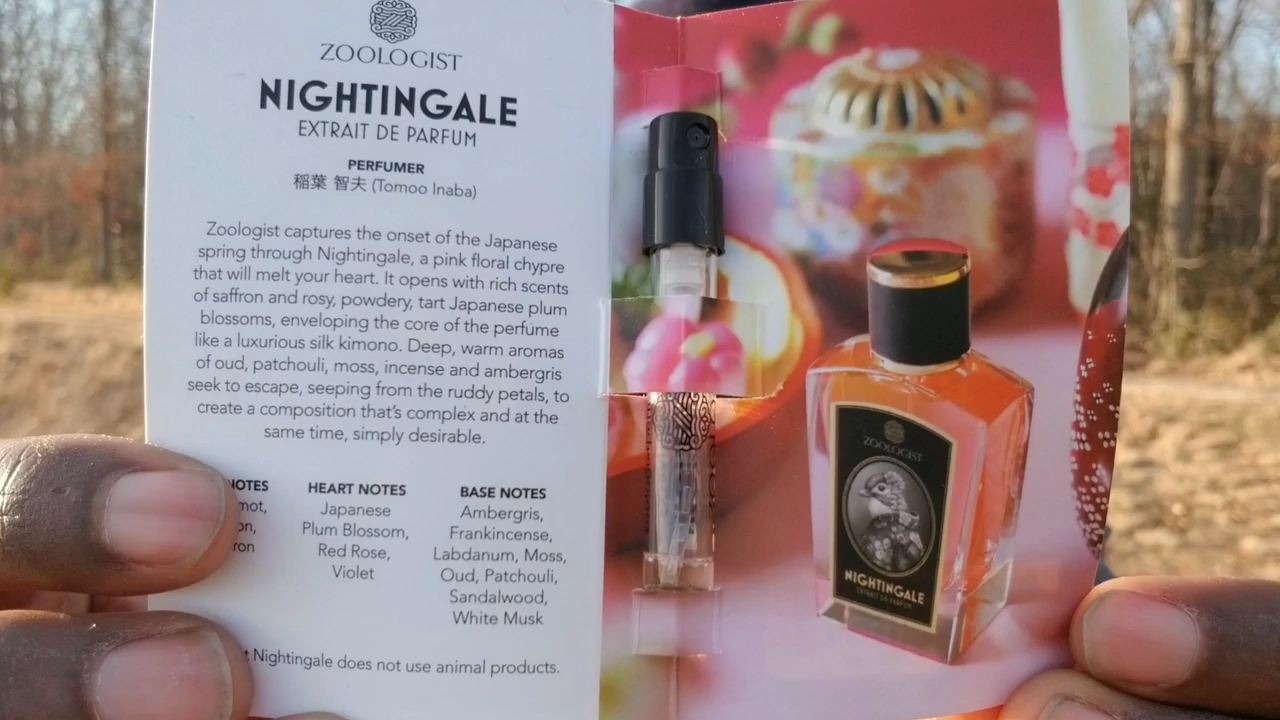 ZOOLOGIST
NIGHTINGALE
EXTRAIT DE PARFUM
PERFUMER
稲葉 智夫 (Tomoo Inaba)
Zoologist captures the onset of the Japanese
spring through Nightingale, a pink floral chypre
that will melt your heart. It opens with rich scents
of saffron and rosy, powdery, tart Japanese plum
blossoms, enveloping the core of the perfume
like a luxurious silk kimono. Deep, warm aromas
of oud, patchouli, moss, incense and ambergris
seek to escape, seeping from the ruddy petals, to
create a composition that's complex and at the
same time, simply desirable.
NOTES
HEART NOTES
Japanese
Plum Blossom,
Red Rose,
Violet
BASE NOTES
Ambergris,
Frankincense,
Labdanum, Moss,
Oud, Patchouli,
Sandalwood,
White Musk
Nightingale does not use animal products.
ZOOLOGIST
NIGHTINGALE
EXTRAIT DE PARFUM